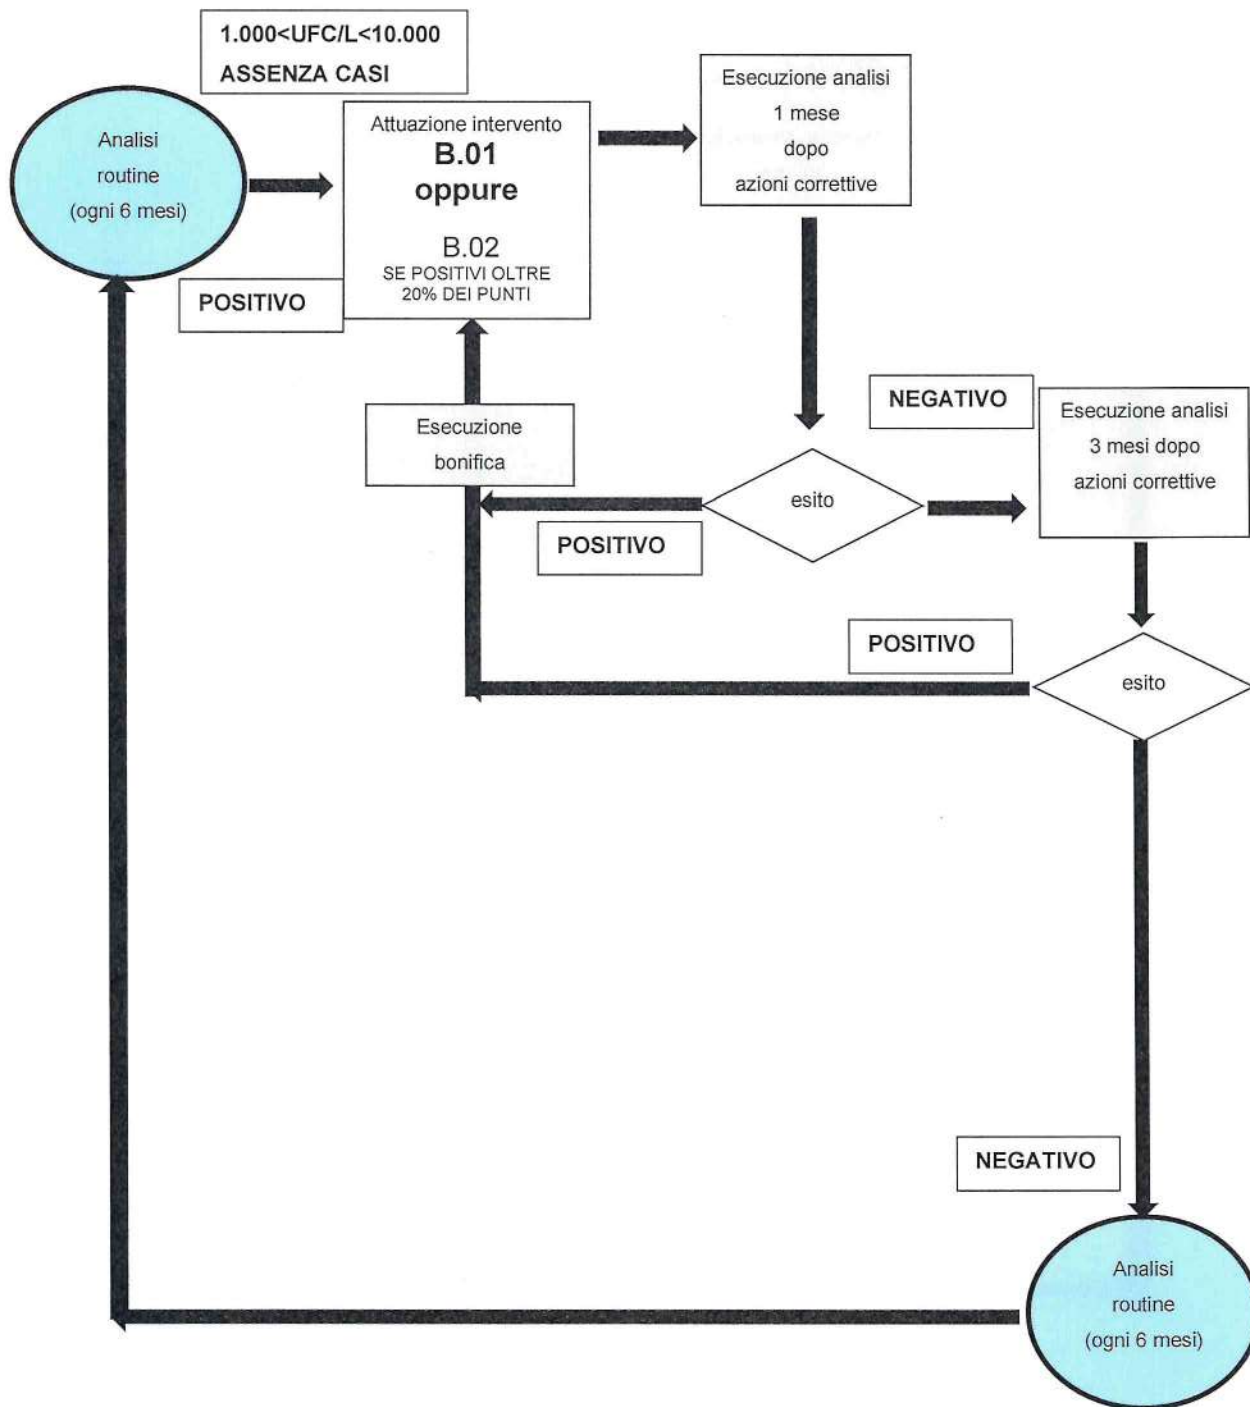 1.000<UFC/L<10.000
ASSENZA CASI
Analisi
routine
(ogni 6 mesi)
POSITIVO
Attuazione intervento
B.01
oppure
B.02
SE POSITIVI OLTRE
20% DEI PUNTI
Esecuzione analisi
1 mese
dopo
azioni correttive
Esecuzione
bonifica
esito
POSITIVO
NEGATIVO
Esecuzione analisi
3 mesi dopo
azioni correttive
POSITIVO
esito
NEGATIVO
Analisi
routine
(ogni 6 mesi)